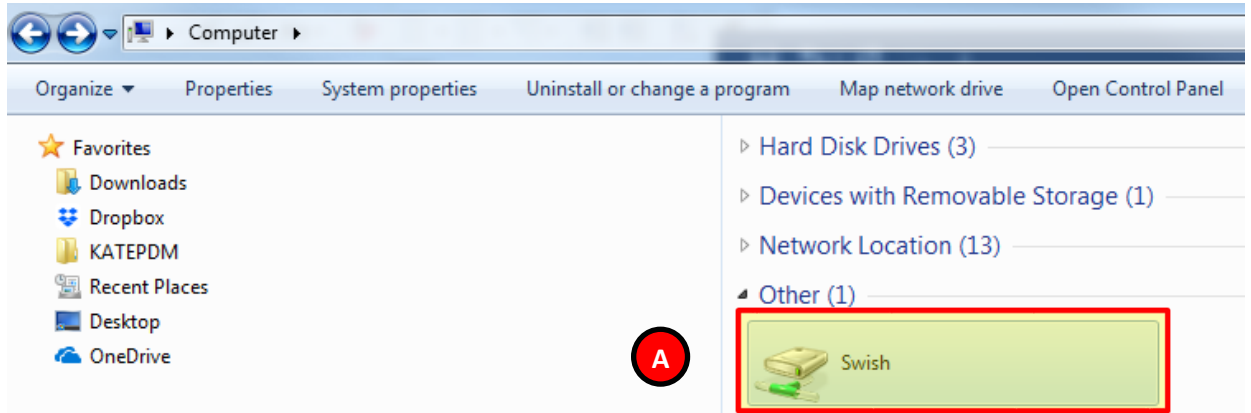 Computer
Organize Properties System properties Uninstall or change a program Map network drive Open Control Panel
Favorites
Downloads
Dropbox
KATEPDM
Recent Places
Desktop
OneDrive
Hard Disk Drives (3)
Devices with Removable Storage (1)
Network Location (13)
Other (1)
A
Swish